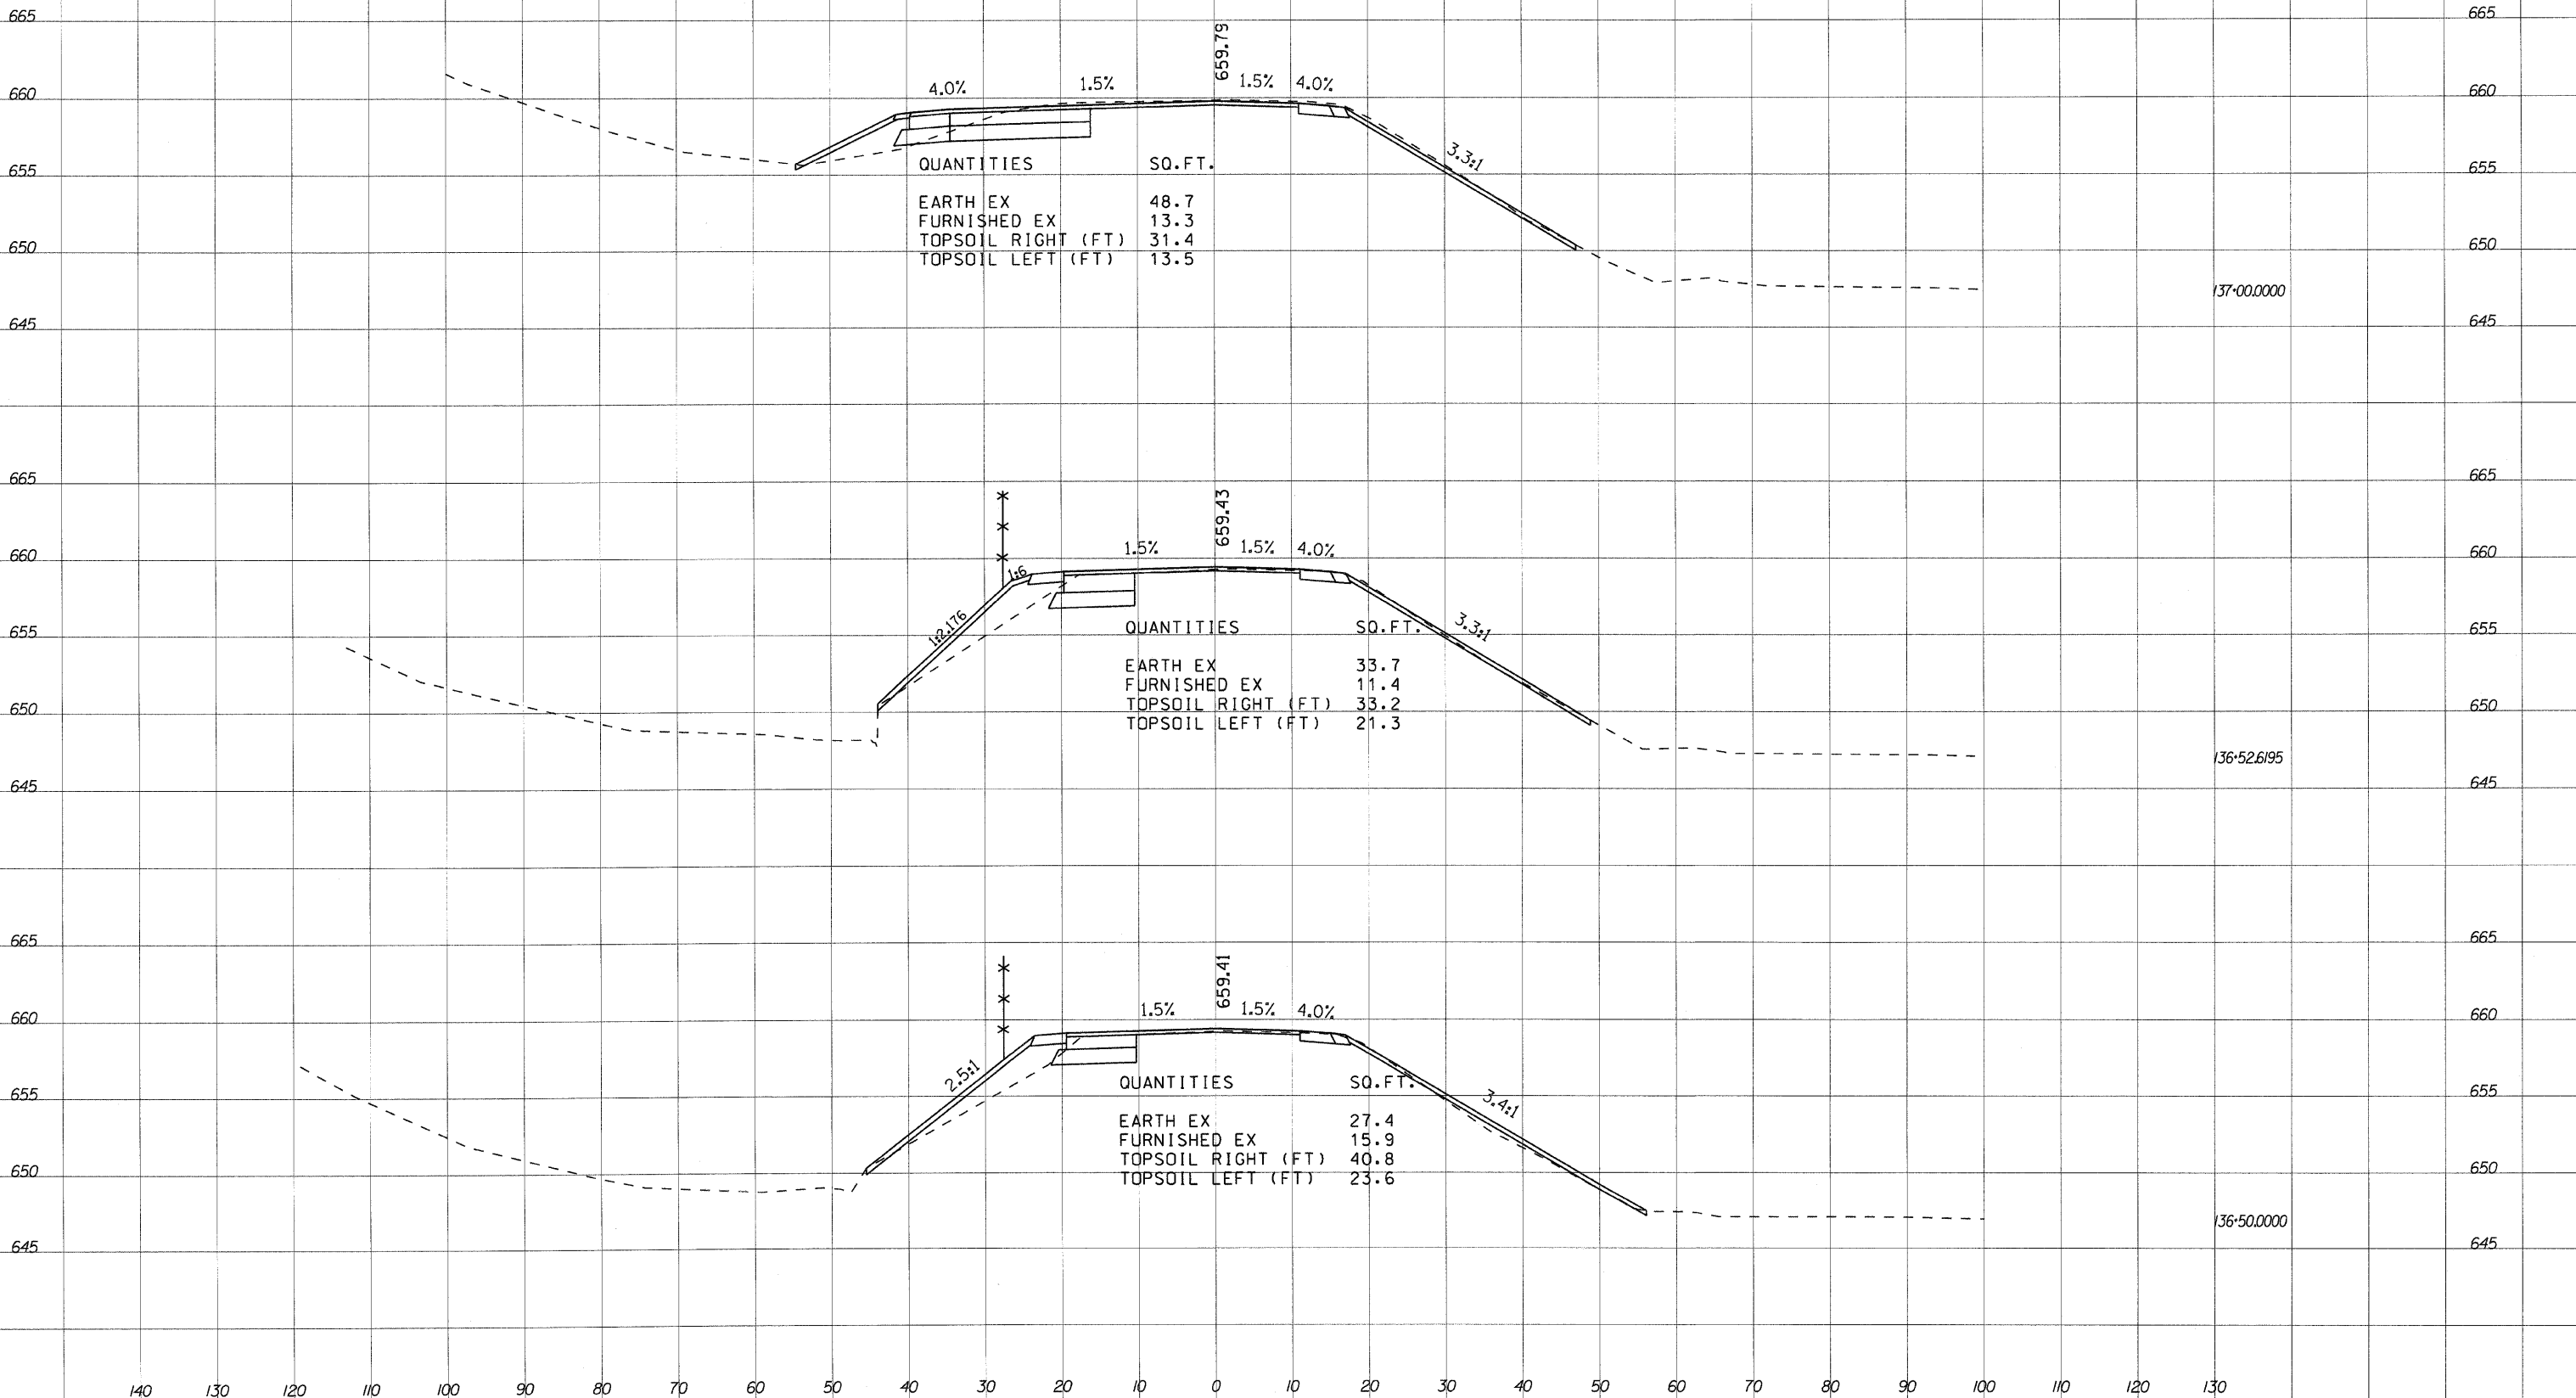 665 665
659.79
4.0% 1.5% 1.5% 4.0%
660 660
3.3:1
QUANTITIES SQ.FT.
655 655
EARTH EX 48.7
FURNISHED EX 13.3
TOPSOIL RIGHT (FT) 31.4
650 650
TOPSOIL LEFT (FT) 13.5
137+00.0000
645 645
665 665
659.43
1.5% 1.5% 4.0%
660 660
1:6
1:2.176
3.3:1
QUANTITIES SQ.FT.
655 655
EARTH EX 33.7
FURNISHED EX 11.4
TOPSOIL RIGHT (FT) 33.2
650 650
TOPSOIL LEFT (FT) 21.3
136+52.6195
645 645
665 665
659.41
1.5% 1.5% 4.0%
660 660
2.5:1
QUANTITIES SQ.FT.
655 655
3.4:1
EARTH EX 27.4
FURNISHED EX 15.9
TOPSOIL RIGHT (FT) 40.8
650 650
TOPSOIL LEFT (FT) 23.6
136+50.0000
645 645
140 130 120 110 100 90 80 70 60 50 40 30 20 10 0 10 20 30 40 50 60 70 80 90 100 110 120 130